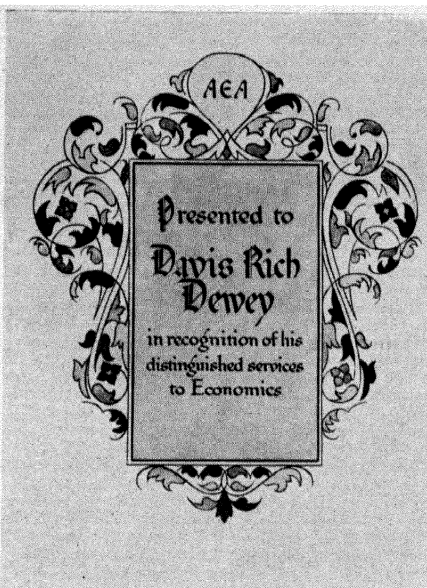 AEA
Presented to
Davis Rich
Dewey
in recognition of his
distinguished services
to Economics